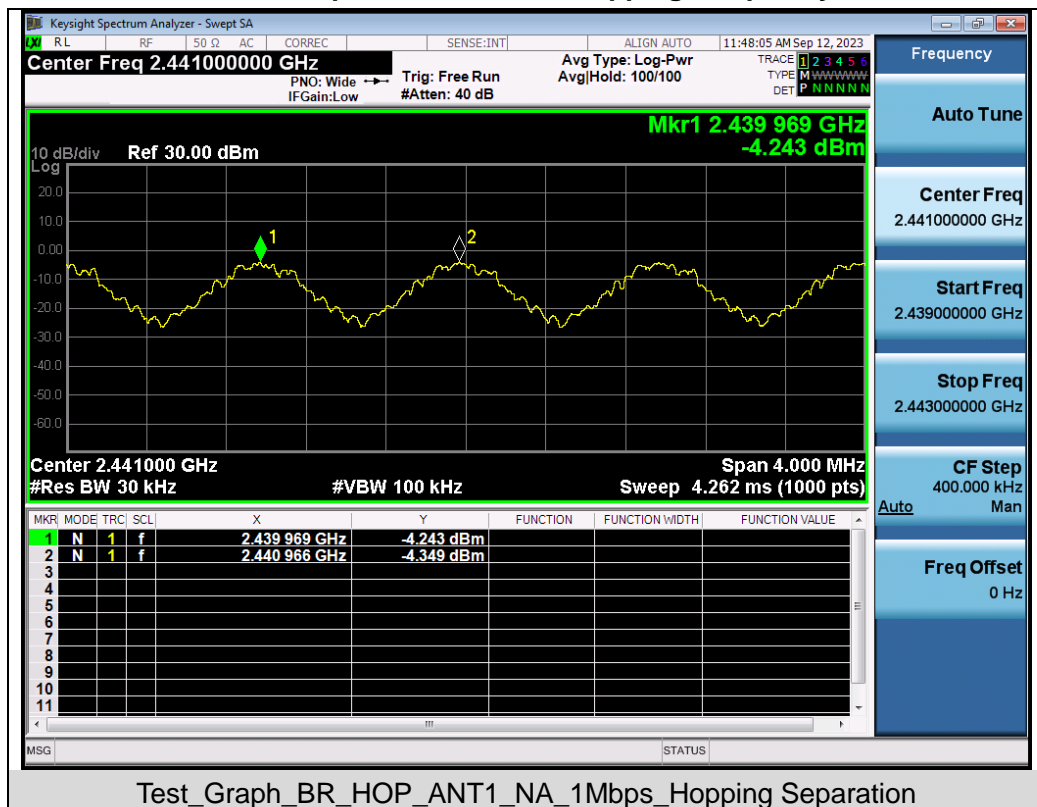 Keysight Spectrum Analyzer - Swept SA
LXI RL RF 50 Ω AC CORREC SENSE:INT ALIGN AUTO 11:48:05 AM Sep 12, 2023
Center Freq 2.441000000 GHz
PNO: Wide
IFGain:Low
Trig: Free Run
#Atten: 40 dB
Avg Type: Log-Pwr
Avg|Hold: 100/100
TRACE 1 2 3 4 5 6
TYPE M WWWWW
DET P N N N N N
Mkr1 2.439 969 GHz
-4.243 dBm
10 dB/div Ref 30.00 dBm
Log
20.0
10.0
0.00
-10.0
-20.0
-30.0
-40.0
-50.0
-60.0
1
2
Center 2.441000 GHz Span 4.000 MHz
#Res BW 30 kHz #VBW 100 kHz Sweep 4.262 ms (1000 pts)
MKR MODE TRC SCL X Y FUNCTION FUNCTION WIDTH FUNCTION VALUE
1 N 1 f 2.439 969 GHz -4.243 dBm
2 N 1 f 2.440 966 GHz -4.349 dBm
3
4
5
6
7
8
9
10
11
MSG STATUS
Frequency
Auto Tune
Center Freq
2.441000000 GHz
Start Freq
2.439000000 GHz
Stop Freq
2.443000000 GHz
CF Step
400.000 kHz
Auto Man
Freq Offset
0 Hz
Test_Graph_BR_HOP_ANT1_NA_1Mbps_Hopping Separation